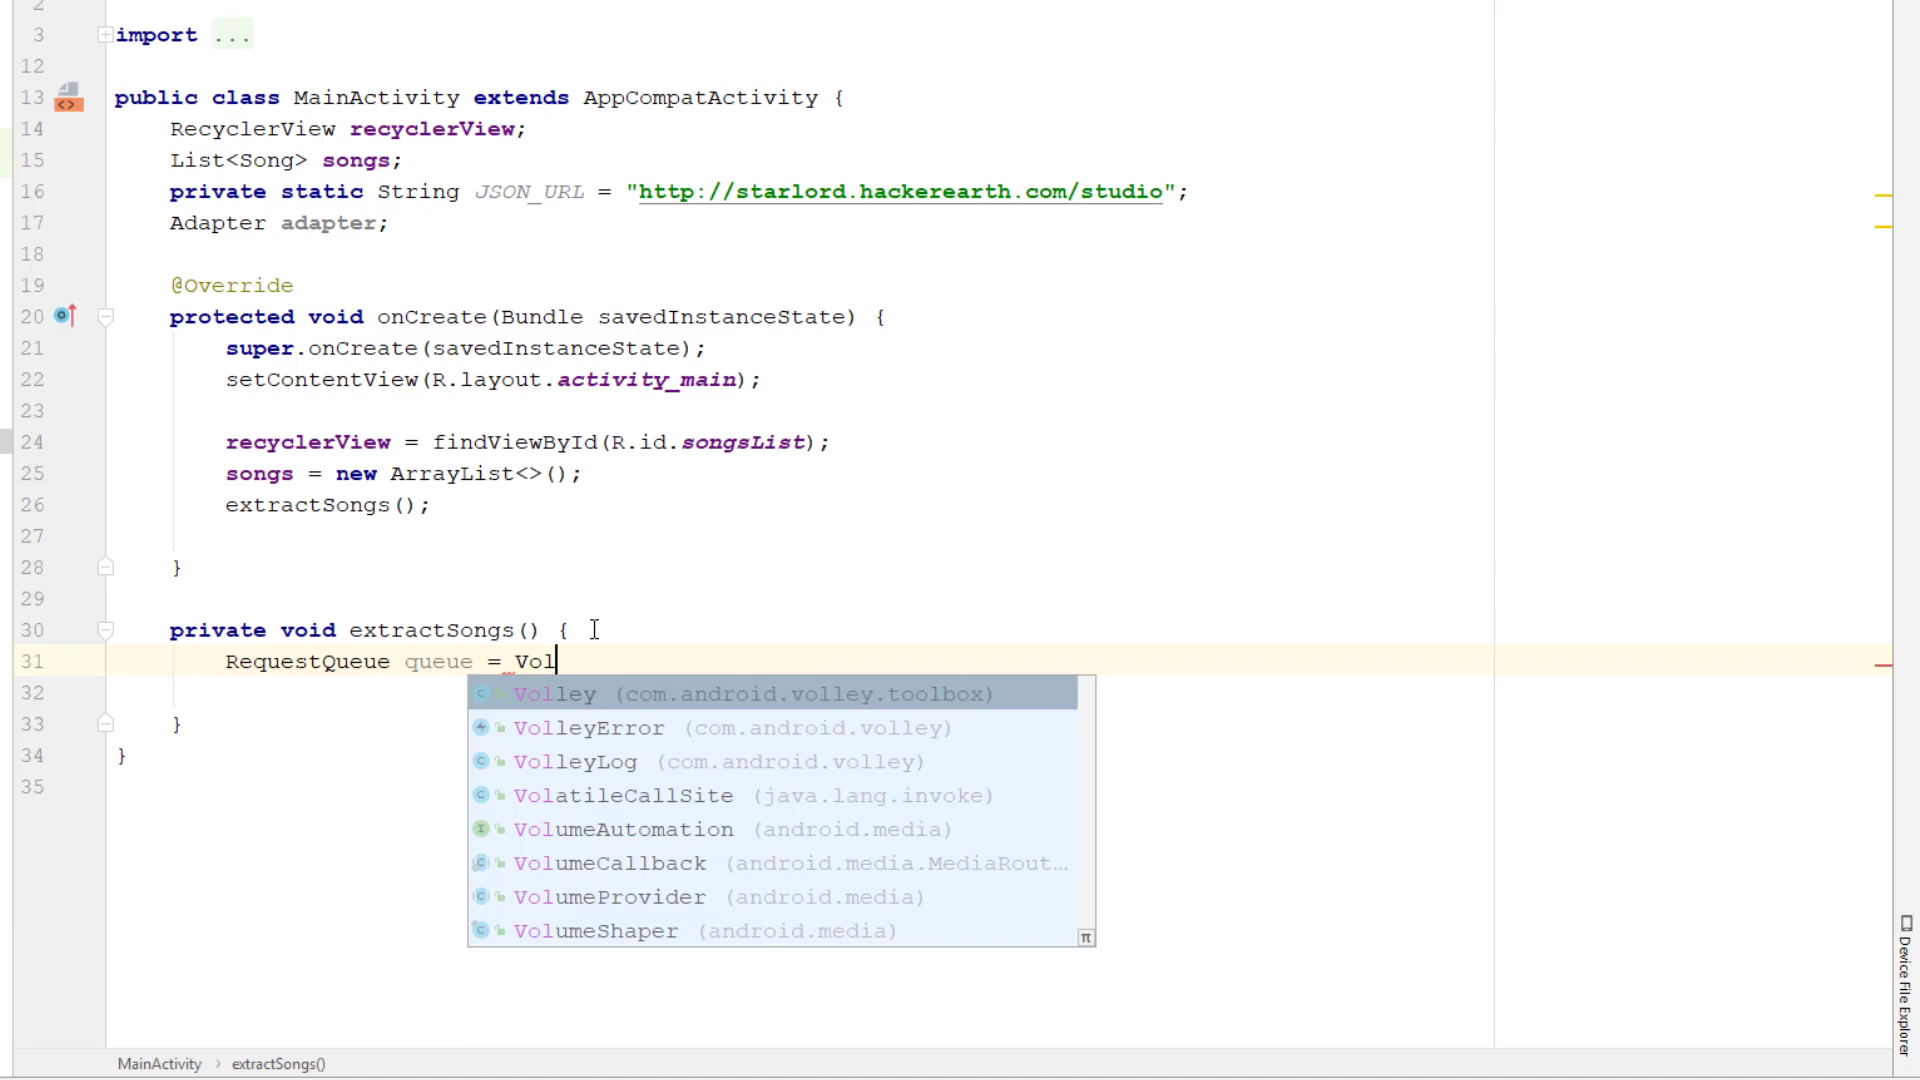 2
3 import ...
12
13 public class MainActivity extends AppCompatActivity {
14 RecyclerView recyclerView;
15 List<Song> songs;
16 private static String JSON_URL = "http://starlord.hackerearth.com/studio";
17 Adapter adapter;
18
19 @Override
20 protected void onCreate(Bundle savedInstanceState) {
21 super.onCreate(savedInstanceState);
22 setContentView(R.layout.activity_main);
23
24 recyclerView = findViewById(R.id.songsList);
25 songs = new ArrayList<>();
26 extractSongs();
27
28 }
29
30 private void extractSongs() {
31 RequestQueue queue = Vol
32
33 }
34 }
35
Volley (com.android.volley.toolbox)
VolleyError (com.android.volley)
VolleyLog (com.android.volley)
VolatileCallSite (java.lang.invoke)
VolumeAutomation (android.media)
VolumeCallback (android.media.MediaRout...
VolumeProvider (android.media)
VolumeShaper (android.media)
π
Device File Explorer
MainActivity › extractSongs()